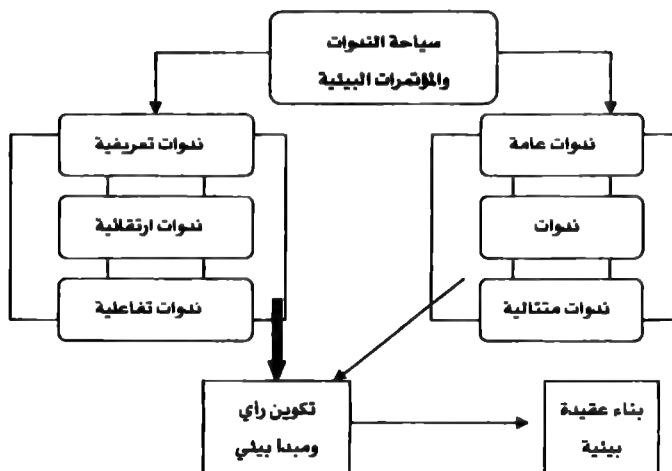 سياحة الندوات
والمؤتمرات البيئية
ندوات عامة
ندوات تعريفية
ندوات
ندوات ارتقائية
ندوات متتالية
ندوات تفاعلية
تكوين رأي
ومبدا بيئي
بناء عقيدة
بيئية